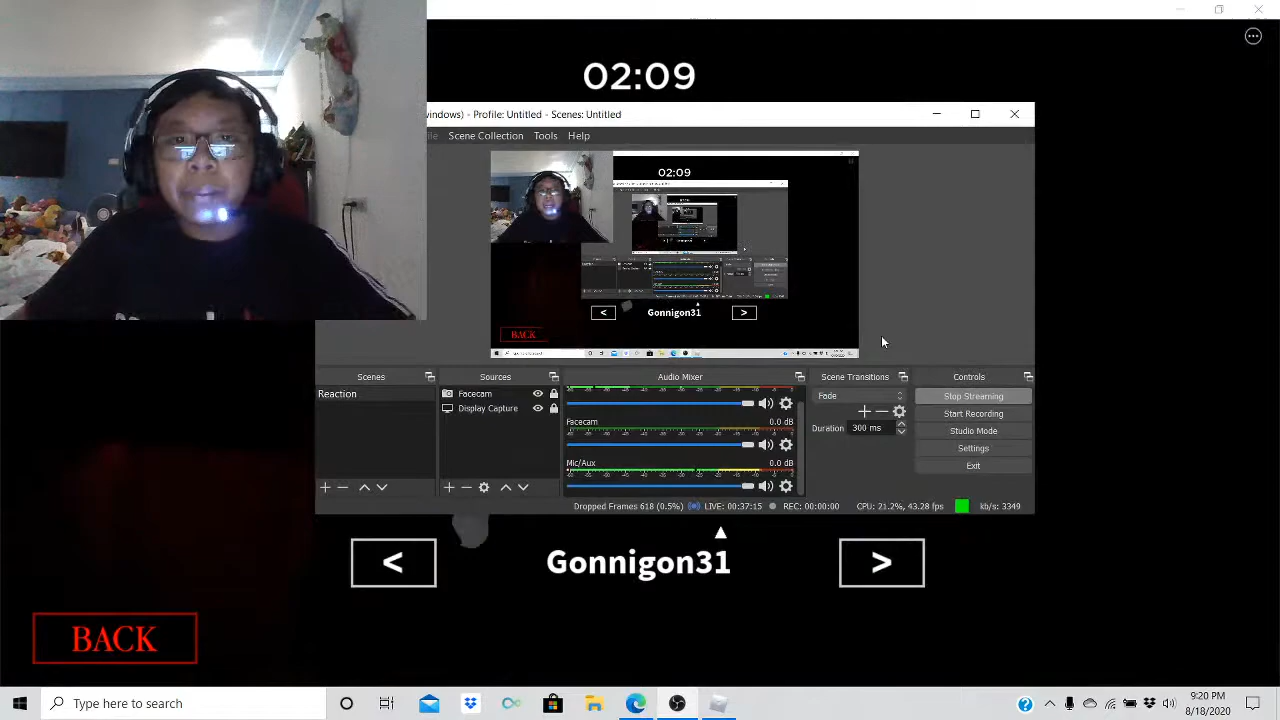 02:09
windows) - Profile: Untitled - Scenes: Untitled
ile Scene Collection Tools Help
02:09
< Gonnigon31 >
BACK
Scenes Sources Audio Mixer Scene Transitions Controls
Reaction
Facecam
Display Capture
0.0 dB
Facecam
0.0 dB
Mic/Aux
Fade
Duration 300 ms
Stop Streaming
Start Recording
Studio Mode
Settings
Exit
Dropped Frames 618 (0.5%) LIVE: 00:37:15 REC: 00:00:00 CPU: 21.2%, 43.28 fps kb/s: 3349
< Gonnigon31 >
BACK
Type here to search
9:20 PM
8/18/2020